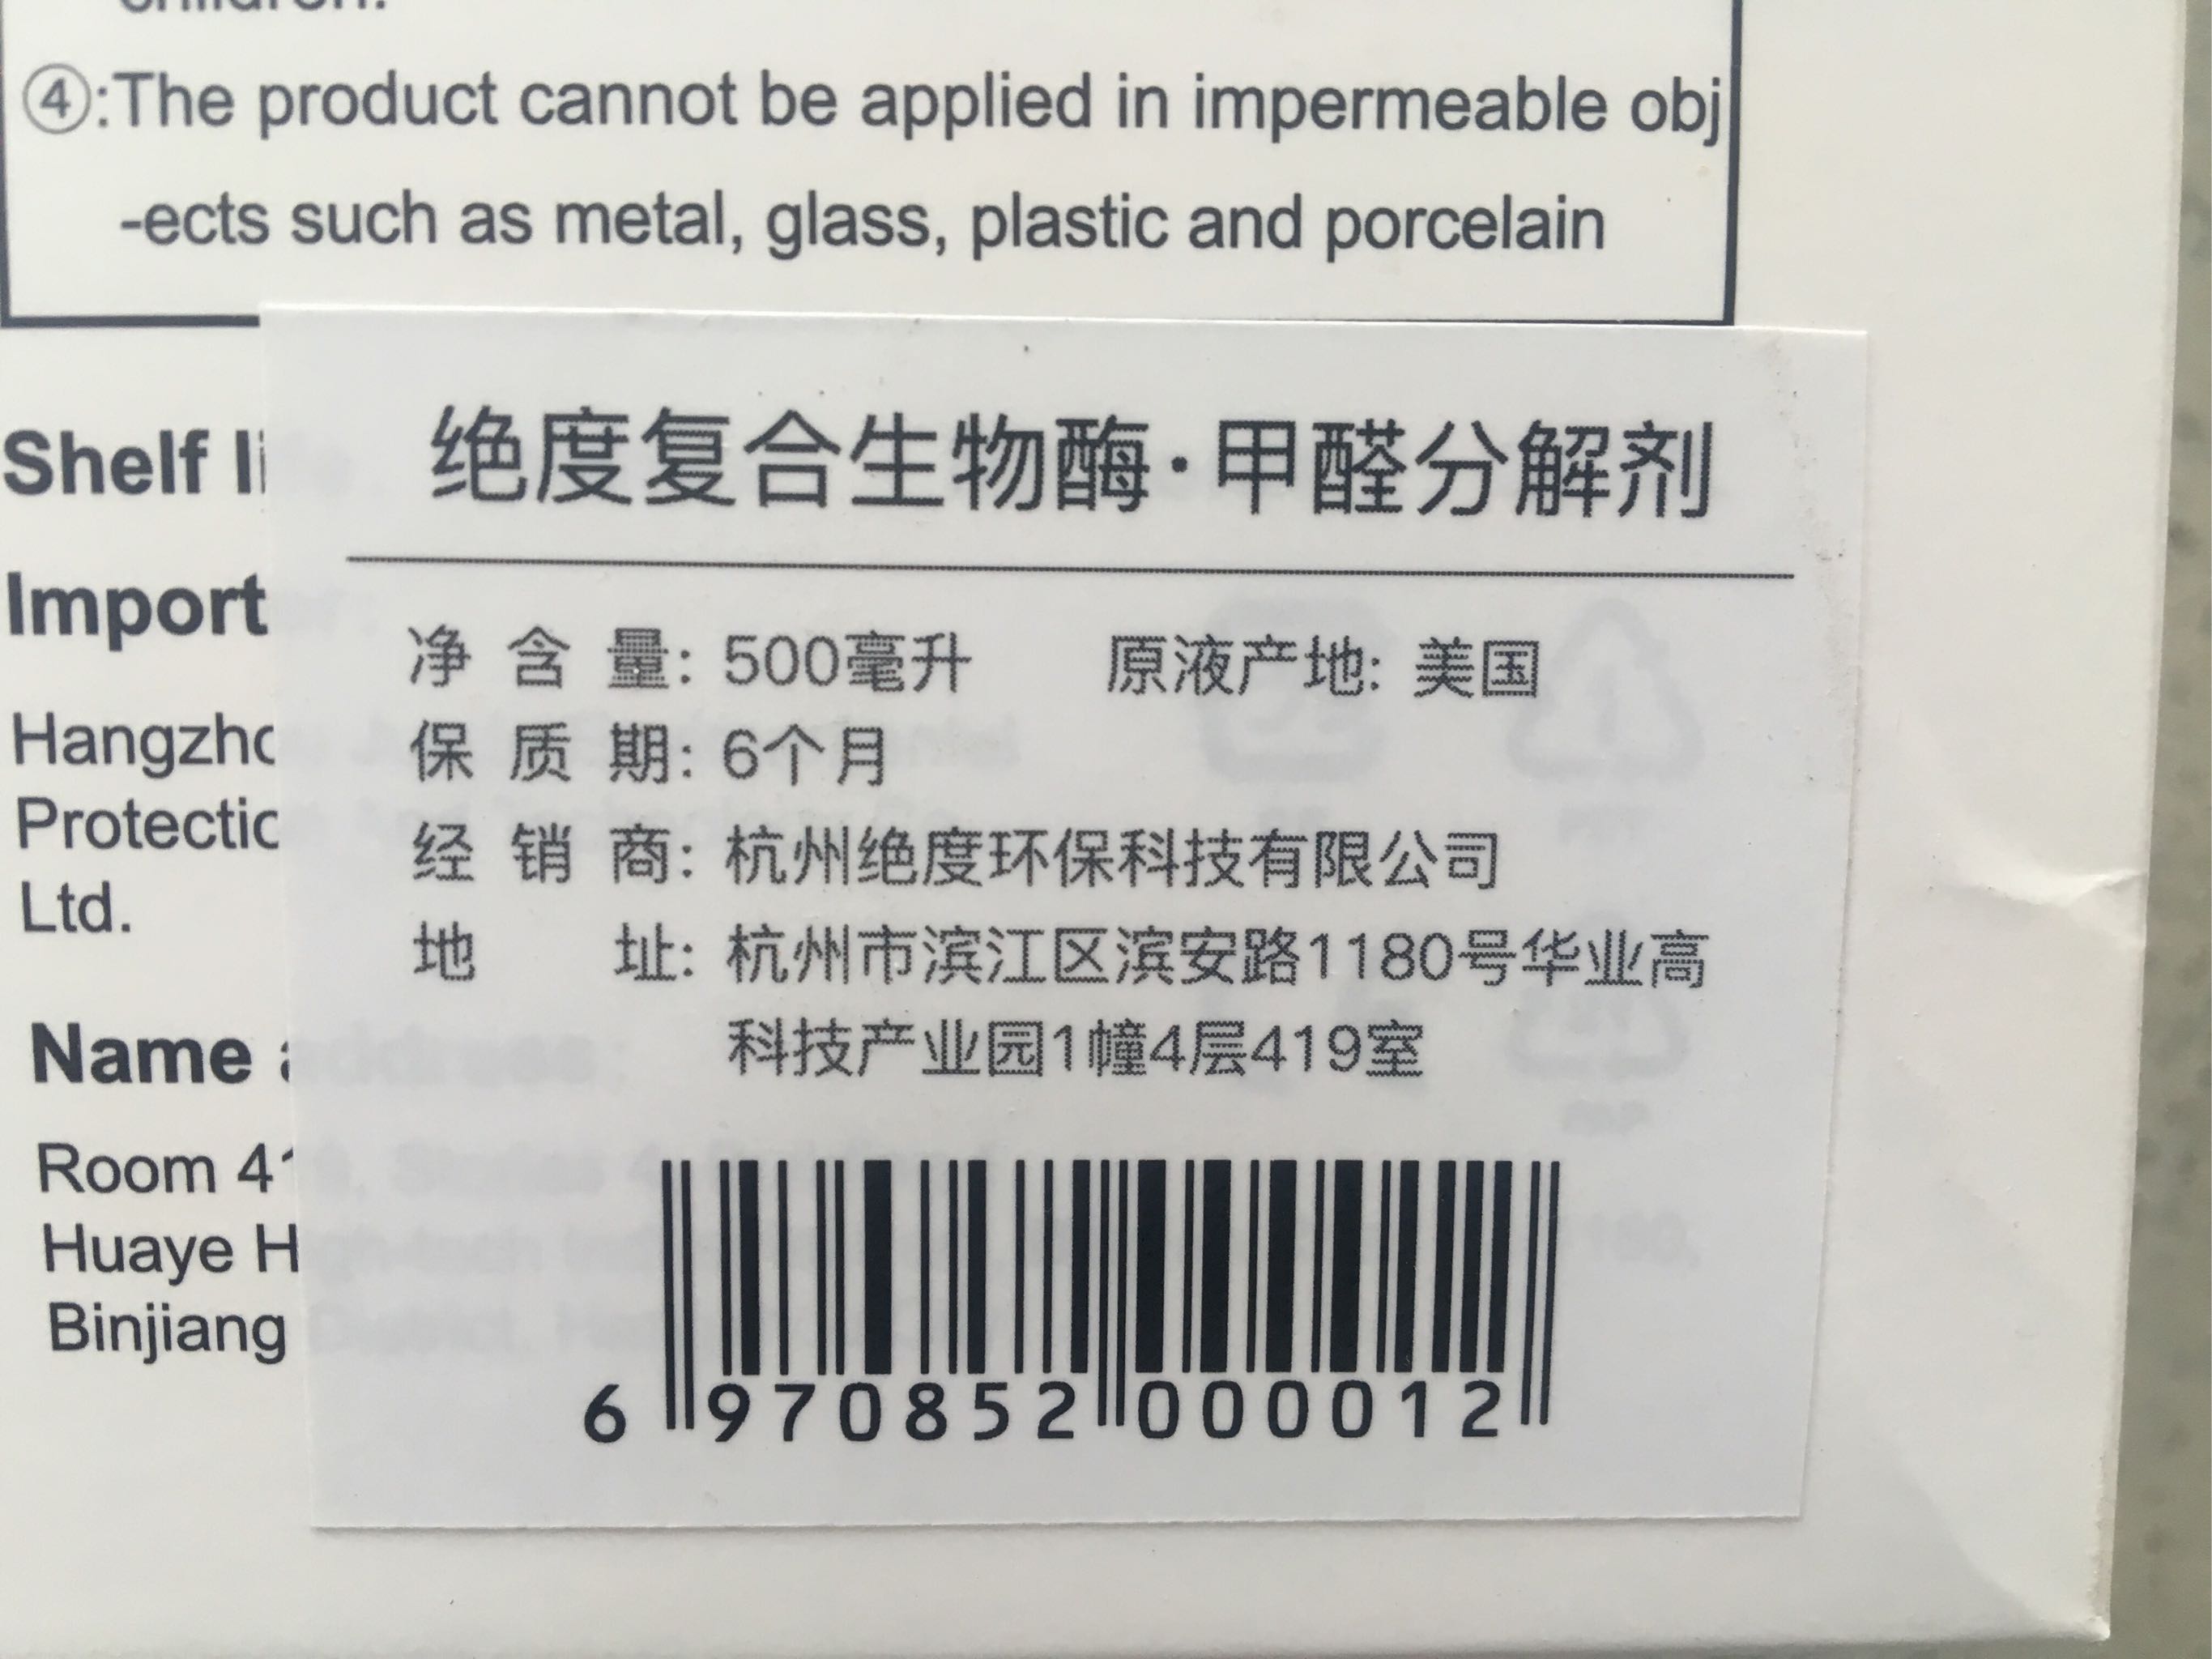 ④:The product cannot be applied in impermeable obj
-ects such as metal, glass, plastic and porcelain
Shelf
绝度复合生物酶·甲醛分解剂
Import
净含量: 500毫升 原液产地: 美国
Hangzho
保质期: 6个月
Protectic
经销商: 杭州绝度环保科技有限公司
Ltd.
地址: 杭州市滨江区滨安路1180号华业高
科技产业园1幢4层419室
Name
Room 41
Huaye H
Binjiang
6 970852 000012